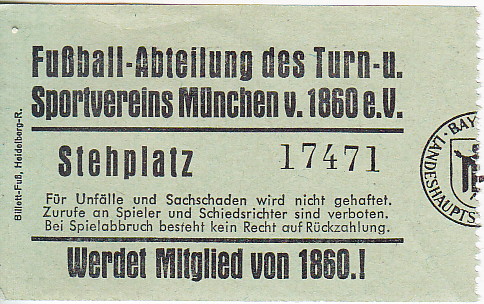 Fußball-Abteilung des Turn-u.
Sportvereins München v. 1860 e.V.
Stehplatz 17471
Für Unfälle und Sachschaden wird nicht gehaftet.
Zurufe an Spieler und Schiedsrichter sind verboten.
Bei Spielabbruch besteht kein Recht auf Rückzahlung.
Werdet Mitglied von 1860.!
Billett-Fuß, Heidelberg-R.